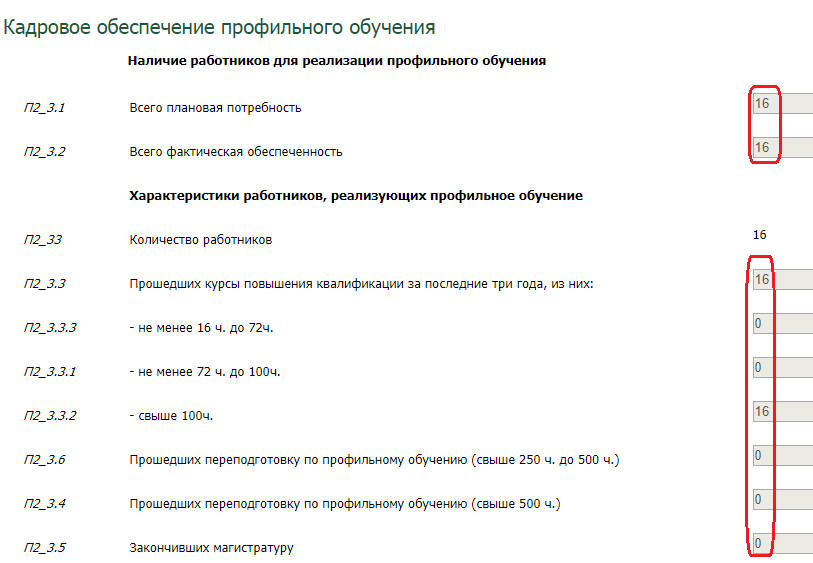 Кадровое обеспечение профильного обучения
Наличие работников для реализации профильного обучения
П2_3.1 Всего плановая потребность 16
П2_3.2 Всего фактическая обеспеченность 16
Характеристики работников, реализующих профильное обучение
П2_33 Количество работников 16
П2_3.3 Прошедших курсы повышения квалификации за последние три года, из них: 16
П2_3.3.3 - не менее 16 ч. до 72ч. 0
П2_3.3.1 - не менее 72 ч. до 100ч. 0
П2_3.3.2 - свыше 100ч. 16
П2_3.6 Прошедших переподготовку по профильному обучению (свыше 250 ч. до 500 ч.) 0
П2_3.4 Прошедших переподготовку по профильному обучению (свыше 500 ч.) 0
П2_3.5 Закончивших магистратуру 0